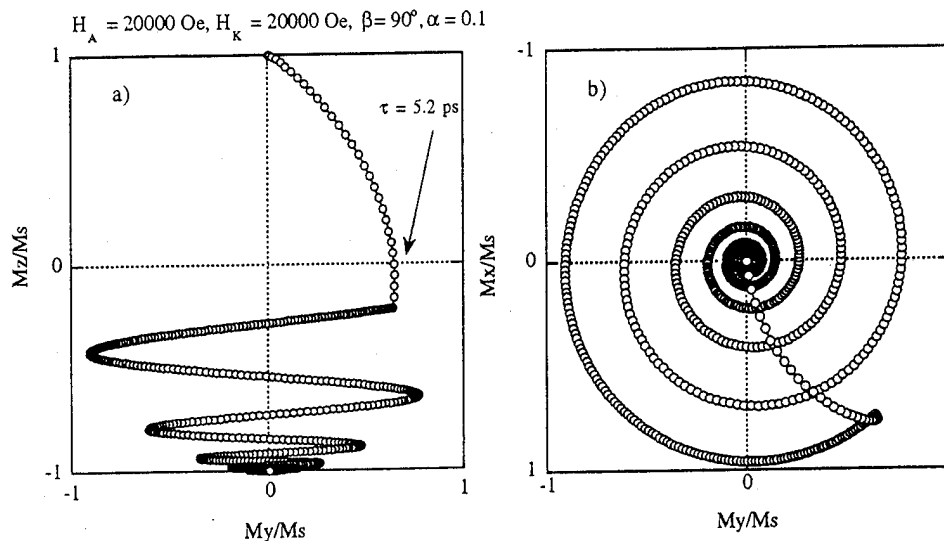 H_A = 20000 Oe, H_K = 20000 Oe, β= 90°, α = 0.1
a)
τ = 5.2 ps
1
0
-1
Mz/Ms
-1
0
1
My/Ms
b)
-1
0
1
Mx/Ms
-1
0
1
My/Ms